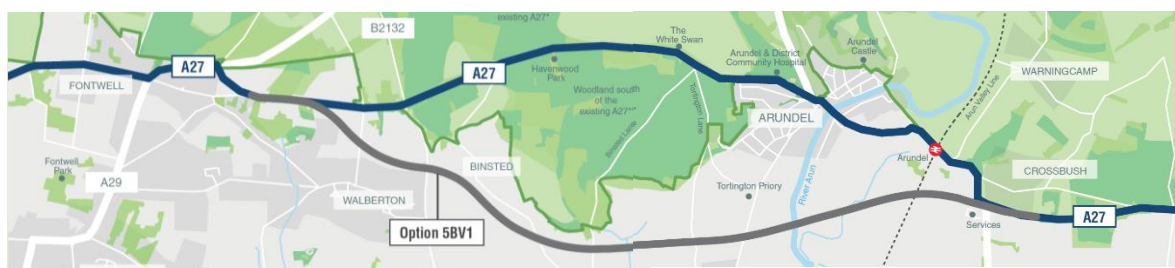 existing A27*
B2132
The
White Swan
Arundel & District
Community Hospital
Arundel
Castle
A27
FONTWELL
Havenwood
Park
A27
WARNINGCAMP
Woodland south
of the
existing A27**
Tortington Lane
Arun Valley Line
ARUNDEL
Binsted Lane
Fontwell
Park
A29
BINSTED
Arundel
CROSSBUSH
WALBERTON
Tortington Priory
River Arun
Option 5BV1
Services
A27